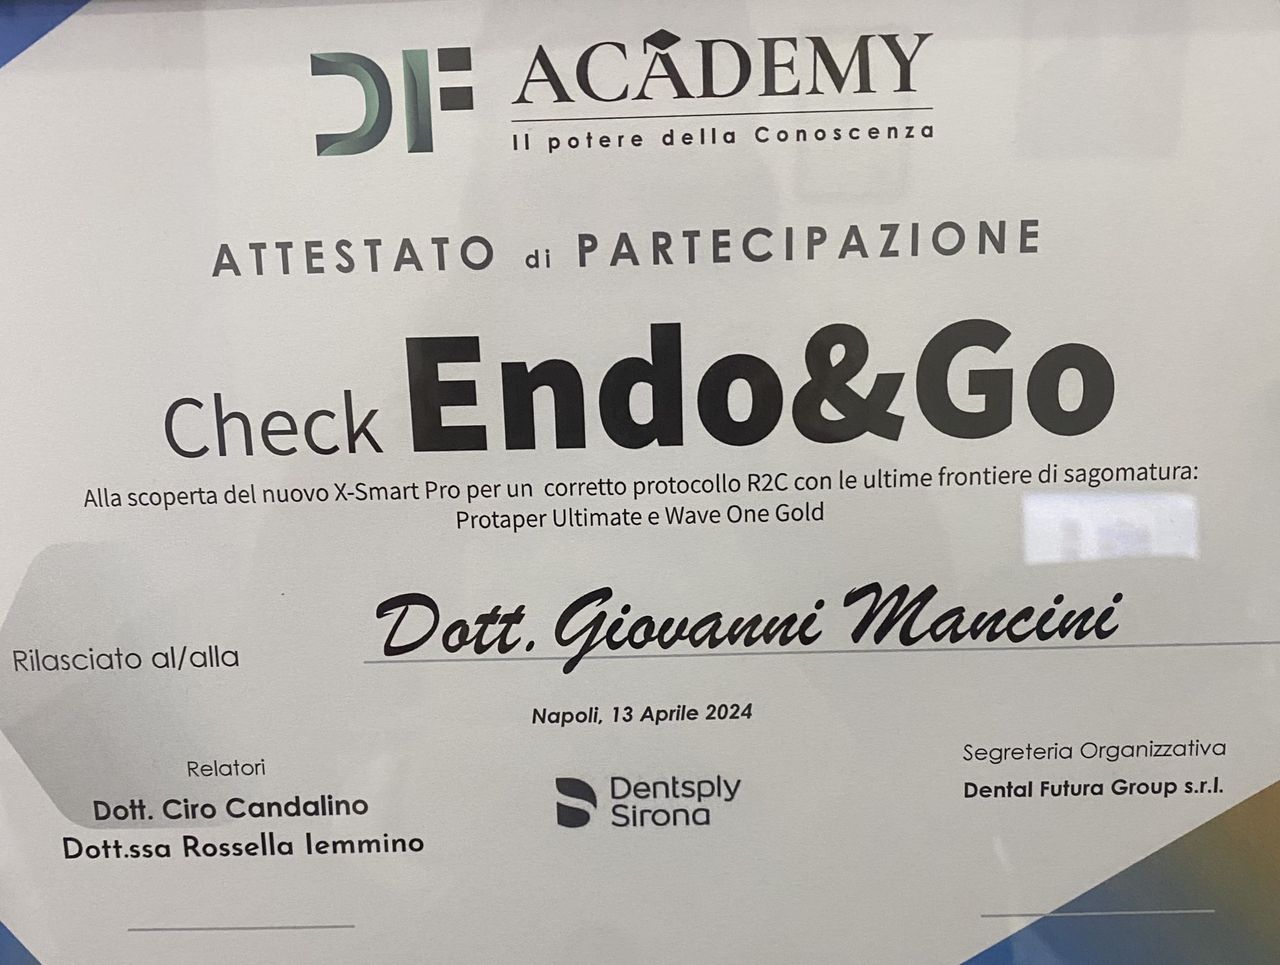 DF ACADEMY
Il potere della Conoscenza
ATTESTATO di PARTECIPAZIONE
Check Endo&Go
Alla scoperta del nuovo X-Smart Pro per un corretto protocollo R2C con le ultime frontiere di sagomatura:
Protaper Ultimate e Wave One Gold
Rilasciato al/alla Dott. Giovanni Mancini
Napoli, 13 Aprile 2024
Relatori
Dott. Ciro Candalino
Dott.ssa Rossella Iemmino
Dentsply
Sirona
Segreteria Organizzativa
Dental Futura Group s.r.l.